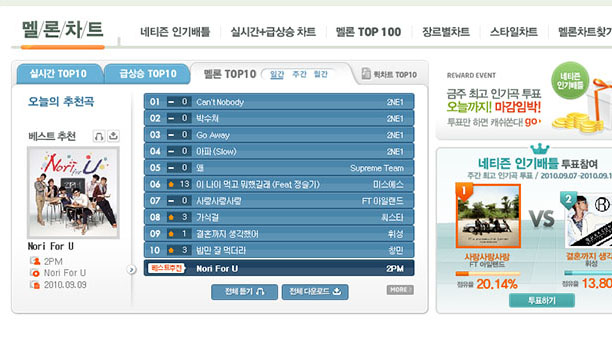 멜/론/차/트
네티즌 인기배틀 실시간+급상승 차트 멜론 TOP 100 장르별차트 스타일차트 멜론차트찾기
실시간 TOP10 급상승 TOP10 멜론 TOP10 일간 주간 월간 픽차트 TOP10
오늘의 추천곡
베스트 추천
Nori For U
Nori For U
2PM
Nori For U
2010.09.09
01 0 Can't Nobody 2NE1
02 0 박수쳐 2NE1
03 0 Go Away 2NE1
04 0 아파 (Slow) 2NE1
05 0 왜 Supreme Team
06 13 이 나이 먹고 뭐했길래 (Feat 정슬기) 미스에스
07 0 사랑사랑사랑 FT 아일랜드
08 3 가식걸 씨스타
09 1 결혼까지 생각했어 휘성
10 3 밥만 잘 먹더라 창민
베스트추천 Nori For U 2PM
전체 듣기 전체 다운로드 MORE
REWARD EVENT
금주 최고 인기곡 투표
오늘까지! 마감임박!
투표만 하면 캐쉬쏜다! go
네티즌
인기배틀
네티즌 인기배틀 투표참여
주간 최고 인기곡 투표 / 2010.09.07-2010.09.1
1 VS 2
사랑사랑사랑 결혼까지 생각
FT 아일랜드 휘성
점유율 20.14% 점유율 13.80
투표하기